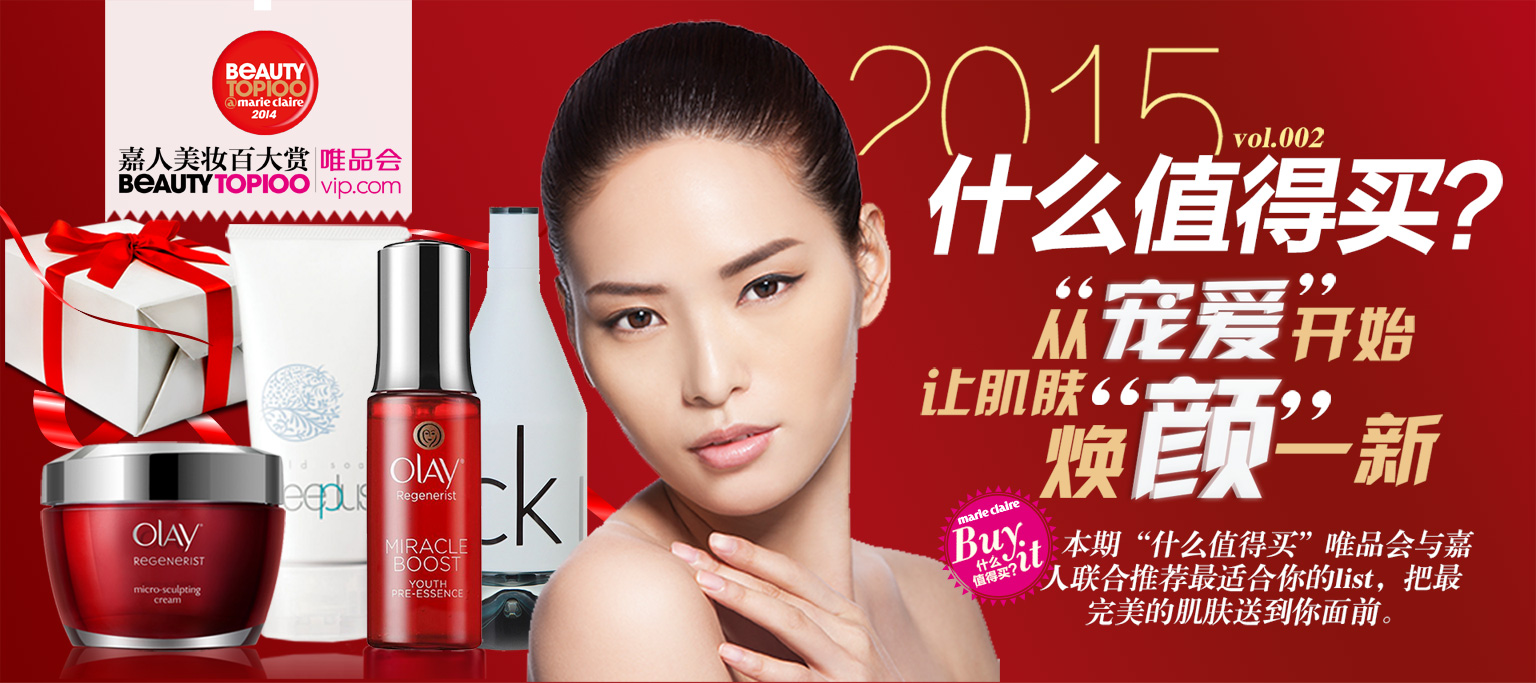 BEAUTY
TOP100
@marie claire
2014
嘉人美妆百大赏
BEAUTY TOP100
唯品会
vip.com
2015
vol.002
什么值得买?
从“宠爱”开始
让肌肤
焕“颜”一新
marie claire
Buy it
什么
值得买?
本期“什么值得买”唯品会与嘉
人联合推荐最适合你的list，把最
完美的肌肤送到你面前。
OLAY
REGENERIST
micro-sculpting
cream
OLAY
Regenerist
MIRACLE
BOOST
YOUTH
PRE-ESSENCE
ck